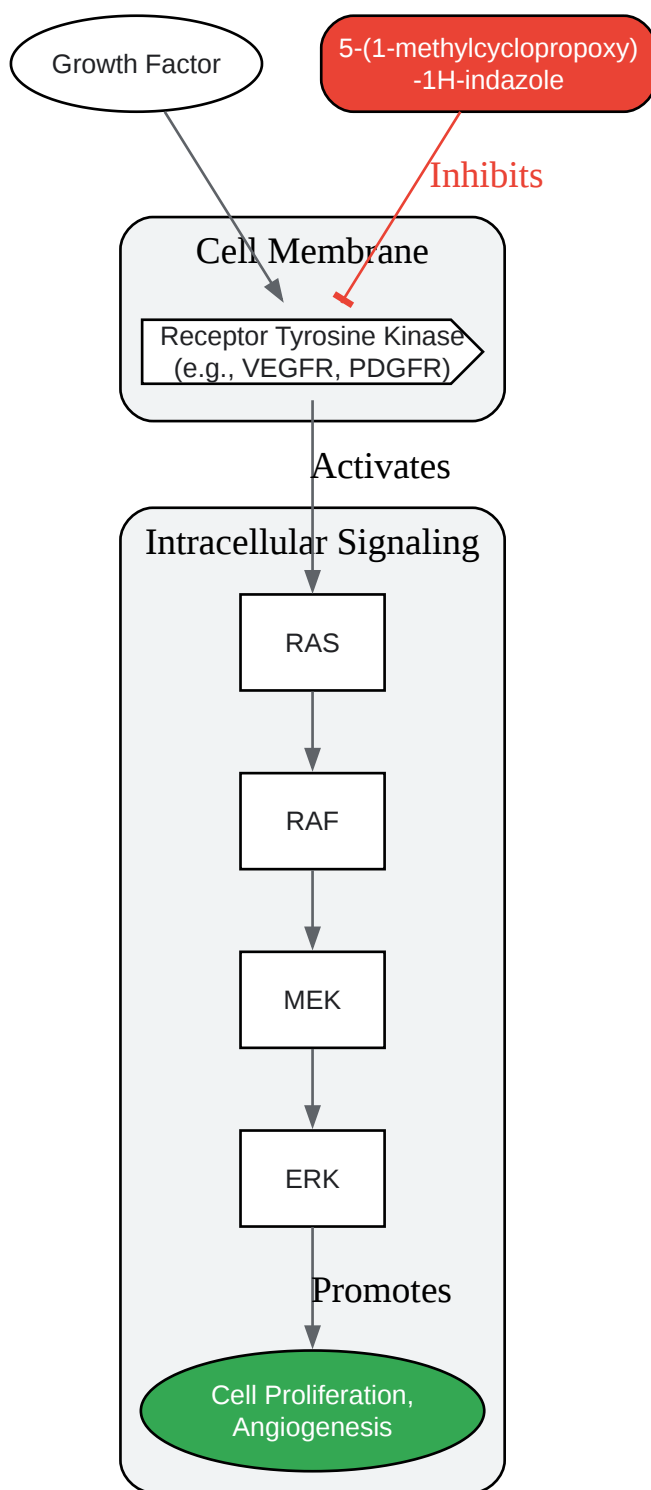 Growth Factor
5-(1-methylcyclopropoxy)
-1H-indazole
Inhibits
Cell Membrane
Receptor Tyrosine Kinase
(e.g., VEGFR, PDGFR)
Activates
Intracellular Signaling
RAS
RAF
MEK
ERK
Promotes
Cell Proliferation,
Angiogenesis